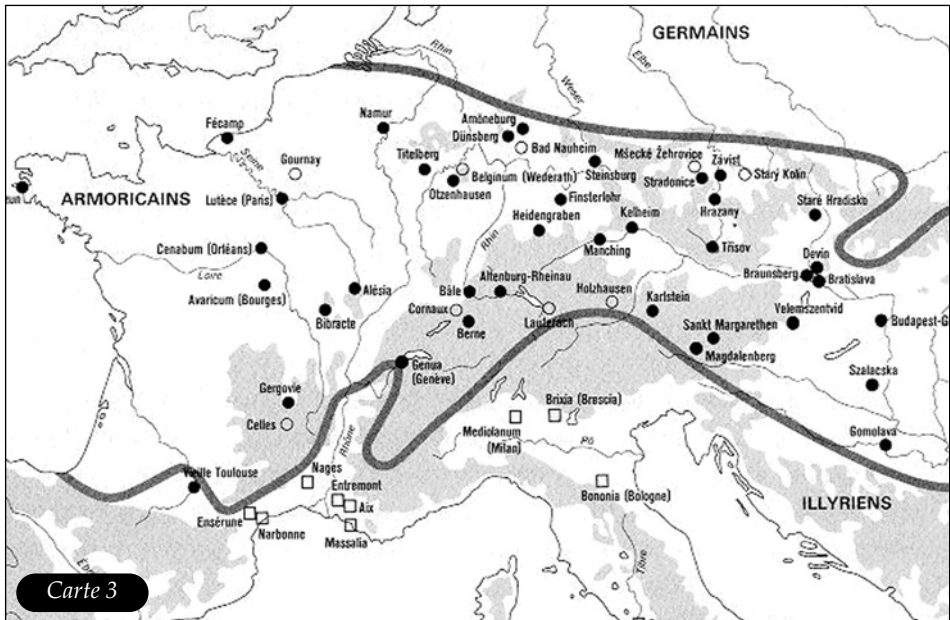 GERMAINS
Rhin
Weser
Elbe
Namur
Amöneburg
Dünsberg
Bad Nauheim
Fécamp
Seine
Gournay
Titelberg
Belginum (Wederath)
Otzenhausen
Steinsburg
Mšecké Žehrovice
Závist
Stradonice
Starý Kolín
Hrazany
ARMORICAINS
Lutèce (Paris)
Finsterlohr
Heidengraben
Kelheim
Staré Hradisko
Cenabum (Orléans)
Loire
Rhin
Manching
Třísov
Devin
Braunsberg
Bratislava
Avaricum (Bourges)
Alésia
Bibracte
Bâle
Altenburg-Rheinau
Holzhausen
Karlstein
Cornaux
Berne
Lauterach
Velemszentvid
Sankt Margarethen
Magdalenberg
Budapest-G
Genua
(Genève)
Szalacska
Gergovie
Celles
Brixia (Brescia)
Mediolanum
(Milan)
Pô
Gomolava
Rhône
Vieille Toulouse
Nages
Entremont
Aix
Bononia (Bologne)
ILLYRIENS
Ensérune
Narbonne
Massalia
Tibre
Carte 3